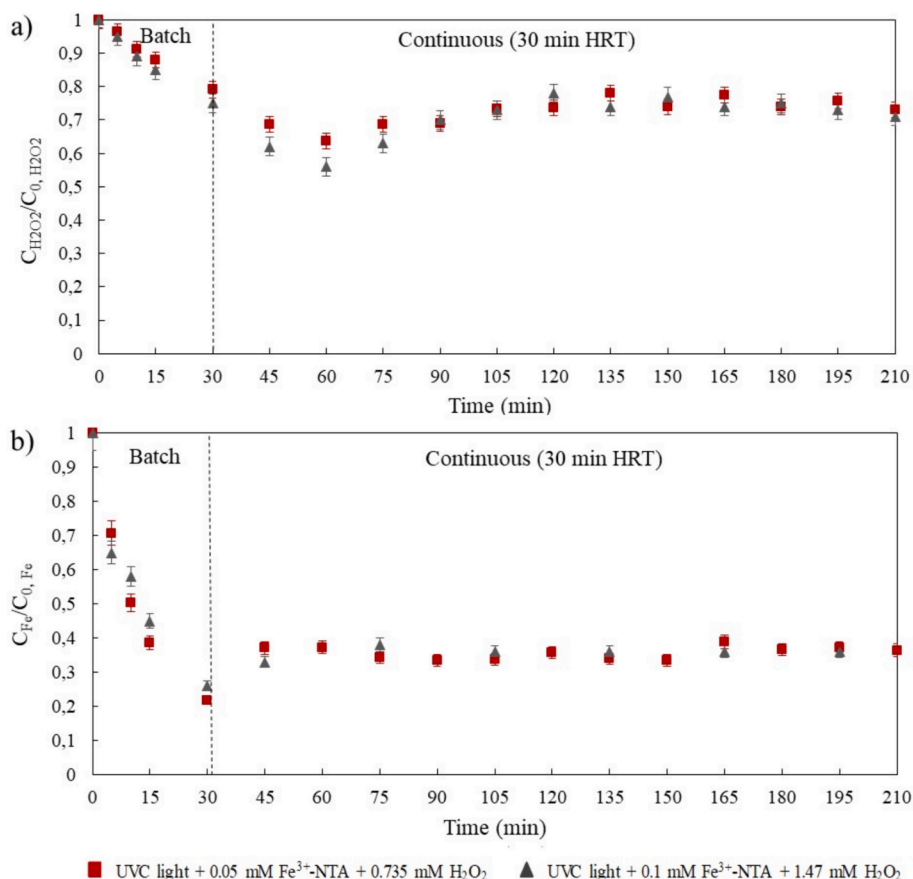 a)
Batch
Continuous (30 min HRT)
1
0,9
0,8
0,7
0,6
0,5
0,4
0,3
0,2
0,1
0
C_H2O2/C_0, H2O2
0 15 30 45 60 75 90 105 120 135 150 165 180 195 210
Time (min)
b)
Batch
Continuous (30 min HRT)
1
0,9
0,8
0,7
0,6
0,5
0,4
0,3
0,2
0,1
0
C_Fe/C_0, Fe
0 15 30 45 60 75 90 105 120 135 150 165 180 195 210
Time (min)
UVC light + 0.05 mM Fe³⁺-NTA + 0.735 mM H₂O₂
UVC light + 0.1 mM Fe³⁺-NTA + 1.47 mM H₂O₂